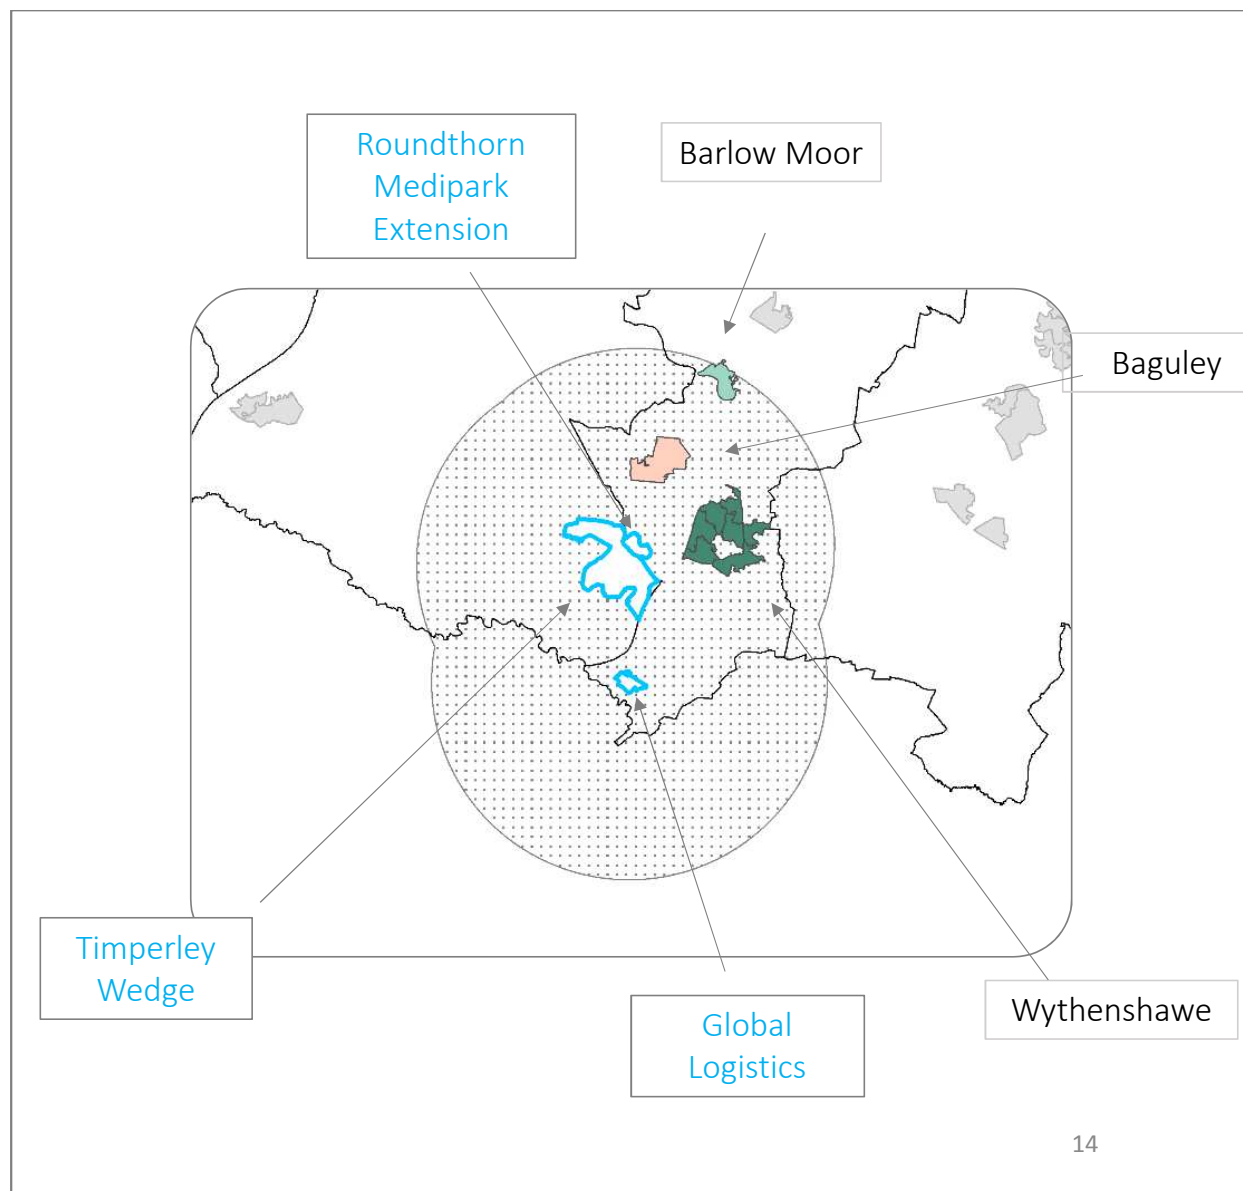 Roundthorn
Medipark
Extension
Barlow Moor
Baguley
Timperley
Wedge
Global
Logistics
Wythenshawe
14